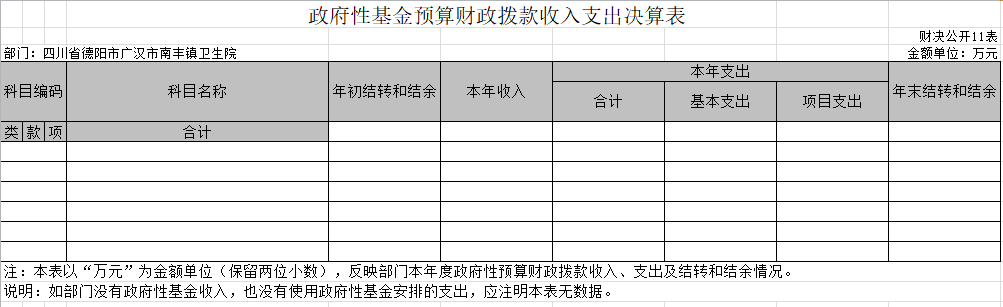 政府性基金预算财政拨款收入支出决算表
财决公开11表
部门：四川省德阳市广汉市南丰镇卫生院 金额单位：万元
科目编码 科目名称 年初结转和结余 本年收入 本年支出 年末结转和结余
合计 基本支出 项目支出
类 款 项 合计
注：本表以“万元”为金额单位（保留两位小数），反映部门本年度政府性预算财政拨款收入、支出及结转和结余情况。
说明：如部门没有政府性基金收入，也没有使用政府性基金安排的支出，应注明本表无数据。